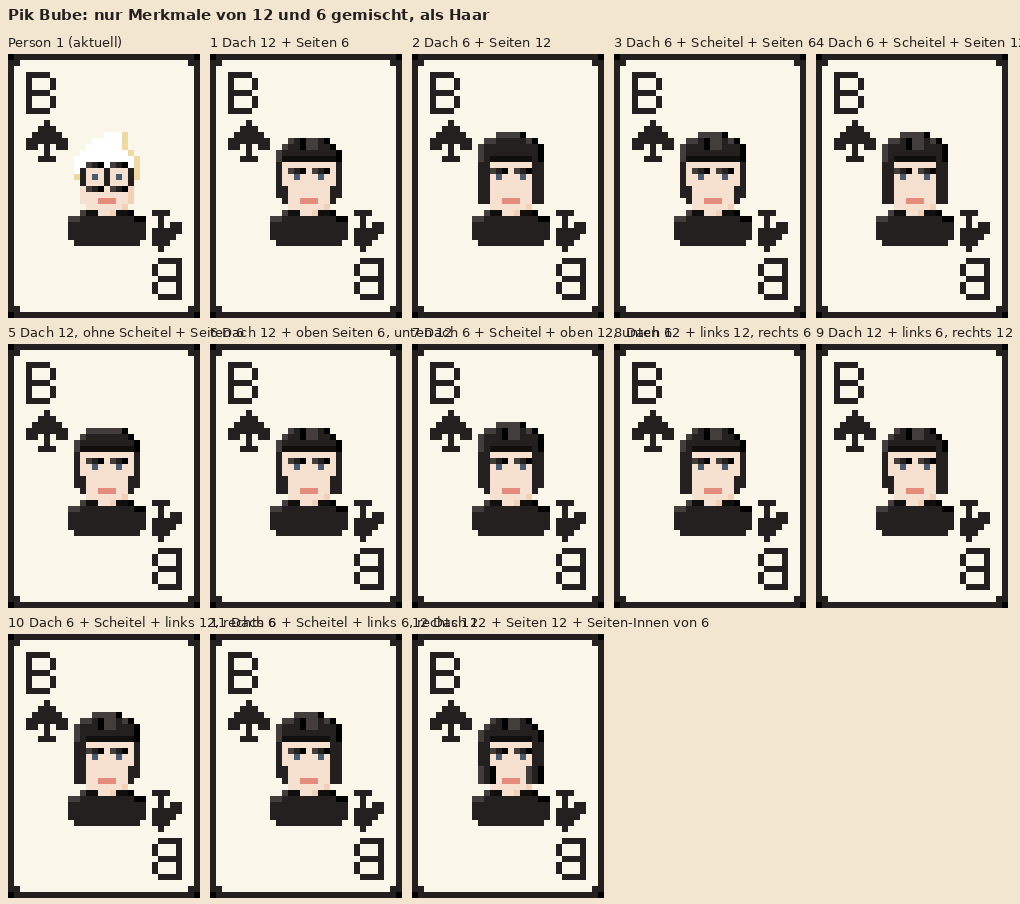 Pik Bube: nur Merkmale von 12 und 6 gemischt, als Haar
Person 1 (aktuell)
1 Dach 12 + Seiten 6
2 Dach 6 + Seiten 12
3 Dach 6 + Scheitel + Seiten 6
4 Dach 6 + Scheitel + Seiten 12
B
B
B
B
B
B
B
B
B
B
5 Dach 12, ohne Scheitel + Seiten 6
6 Dach 12 + oben Seiten 6, unten 12
7 Dach 6 + Scheitel + oben 12, unten 6
8 Dach 12 + links 12, rechts 6
9 Dach 12 + links 6, rechts 12
B
B
B
B
B
B
B
B
B
B
10 Dach 6 + Scheitel + links 12, rechts 6
11 Dach 6 + Scheitel + links 6, rechts 12
12 Dach 12 + Seiten 12 + Seiten-Innen von 6
B
B
B
B
B
B